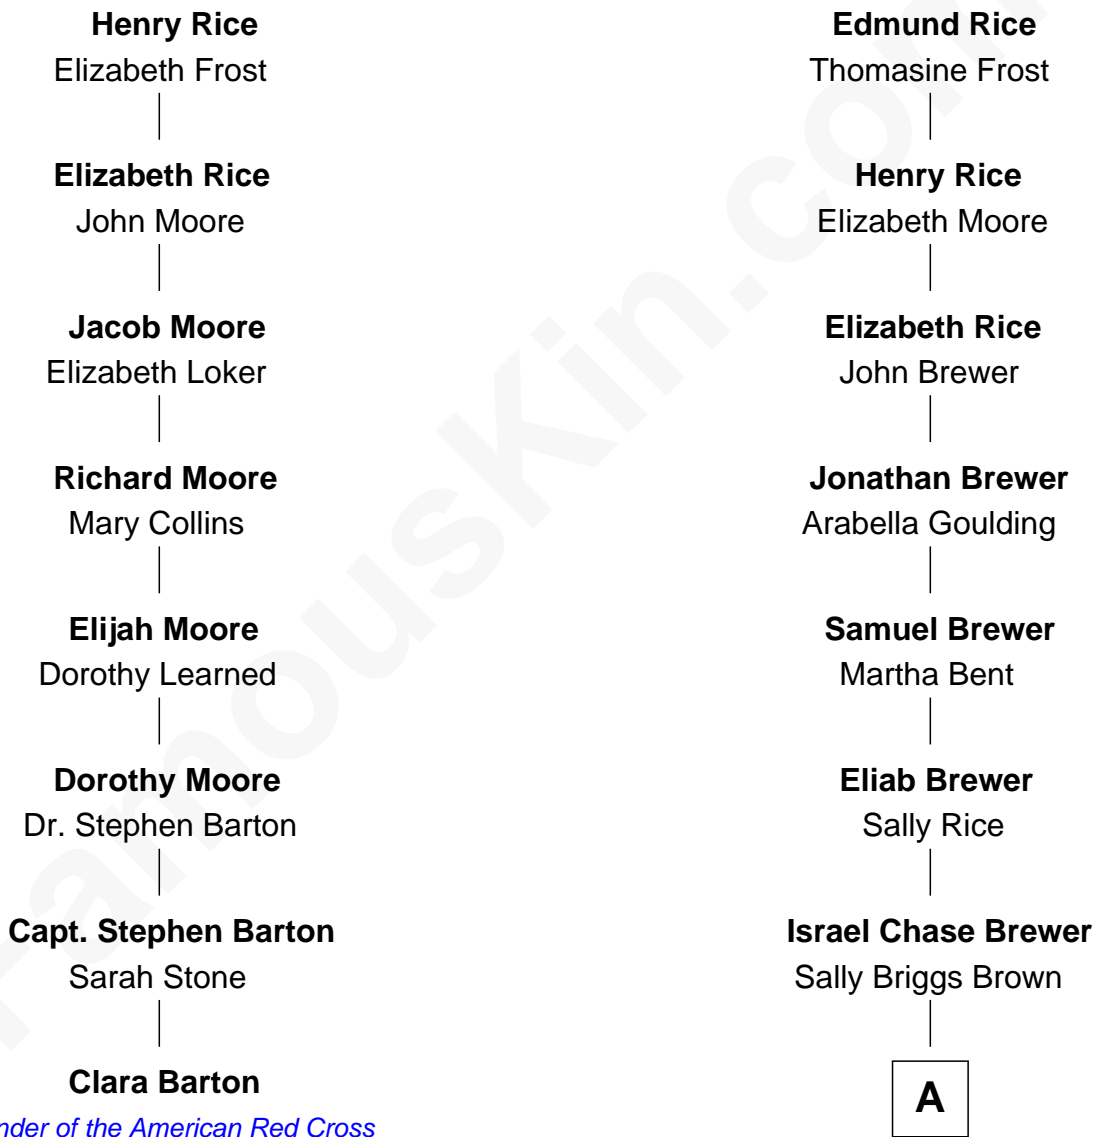 Henry Rice
Elizabeth Frost
Elizabeth Rice
John Moore
Jacob Moore
Elizabeth Loker
Richard Moore
Mary Collins
Elijah Moore
Dorothy Learned
Dorothy Moore
Dr. Stephen Barton
Capt. Stephen Barton
Sarah Stone
Clara Barton
nder of the American Red Cross
Edmund Rice
Thomasine Frost
Henry Rice
Elizabeth Moore
Elizabeth Rice
John Brewer
Jonathan Brewer
Arabella Goulding
Samuel Brewer
Martha Bent
Eliab Brewer
Sally Rice
Israel Chase Brewer
Sally Briggs Brown
A
FamousKin.com